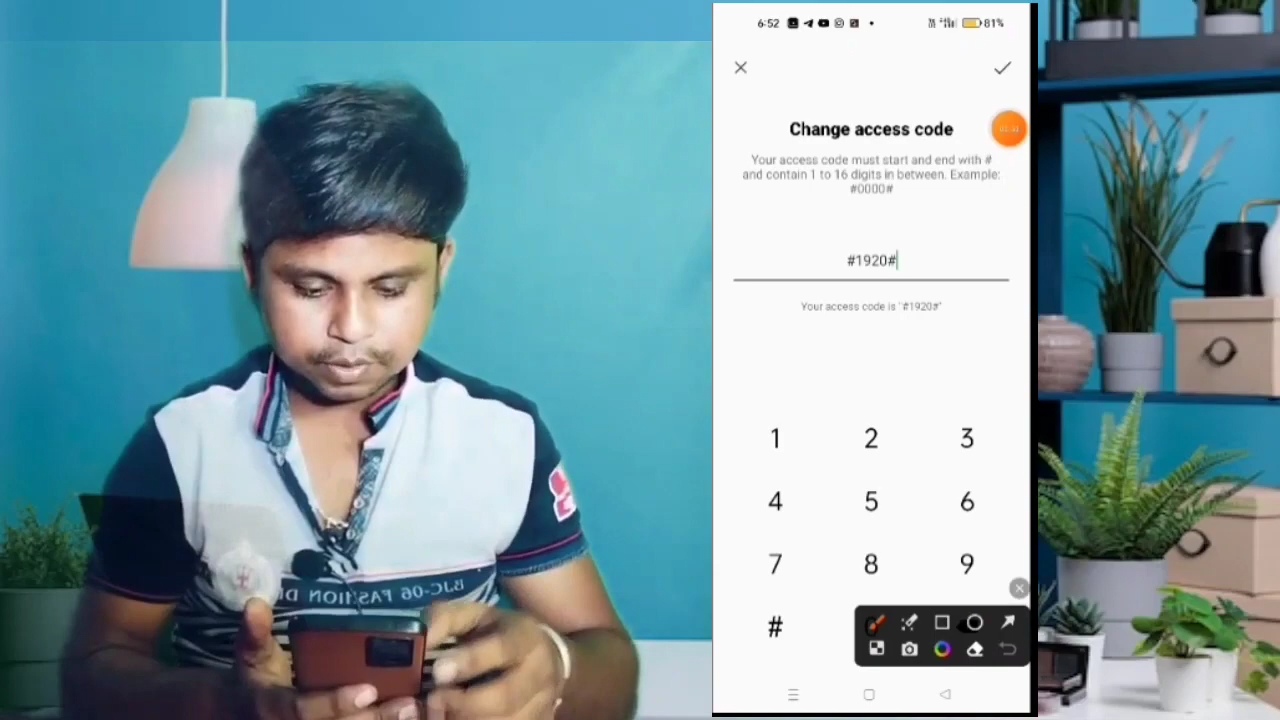 6:52
81%
Change access code
Your access code must start and end with #
and contain 1 to 16 digits in between. Example:
#0000#
#1920#
Your access code is "#1920#"
1 2 3
4 5 6
7 8 9
#
BJC-06 FASHION